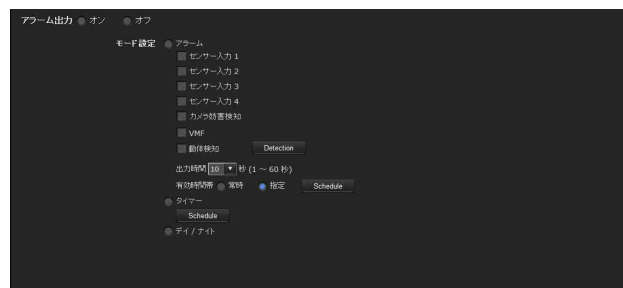 アラーム出力 オン オフ
モード設定 アラーム
センサー入力 1
センサー入力 2
センサー入力 3
センサー入力 4
カメラ妨害検知
VMF
動体検知 Detection
出力時間 10 秒 (1 ~ 60 秒)
有効時間帯 常時 指定 Schedule
タイマー
Schedule
デイ / ナイト